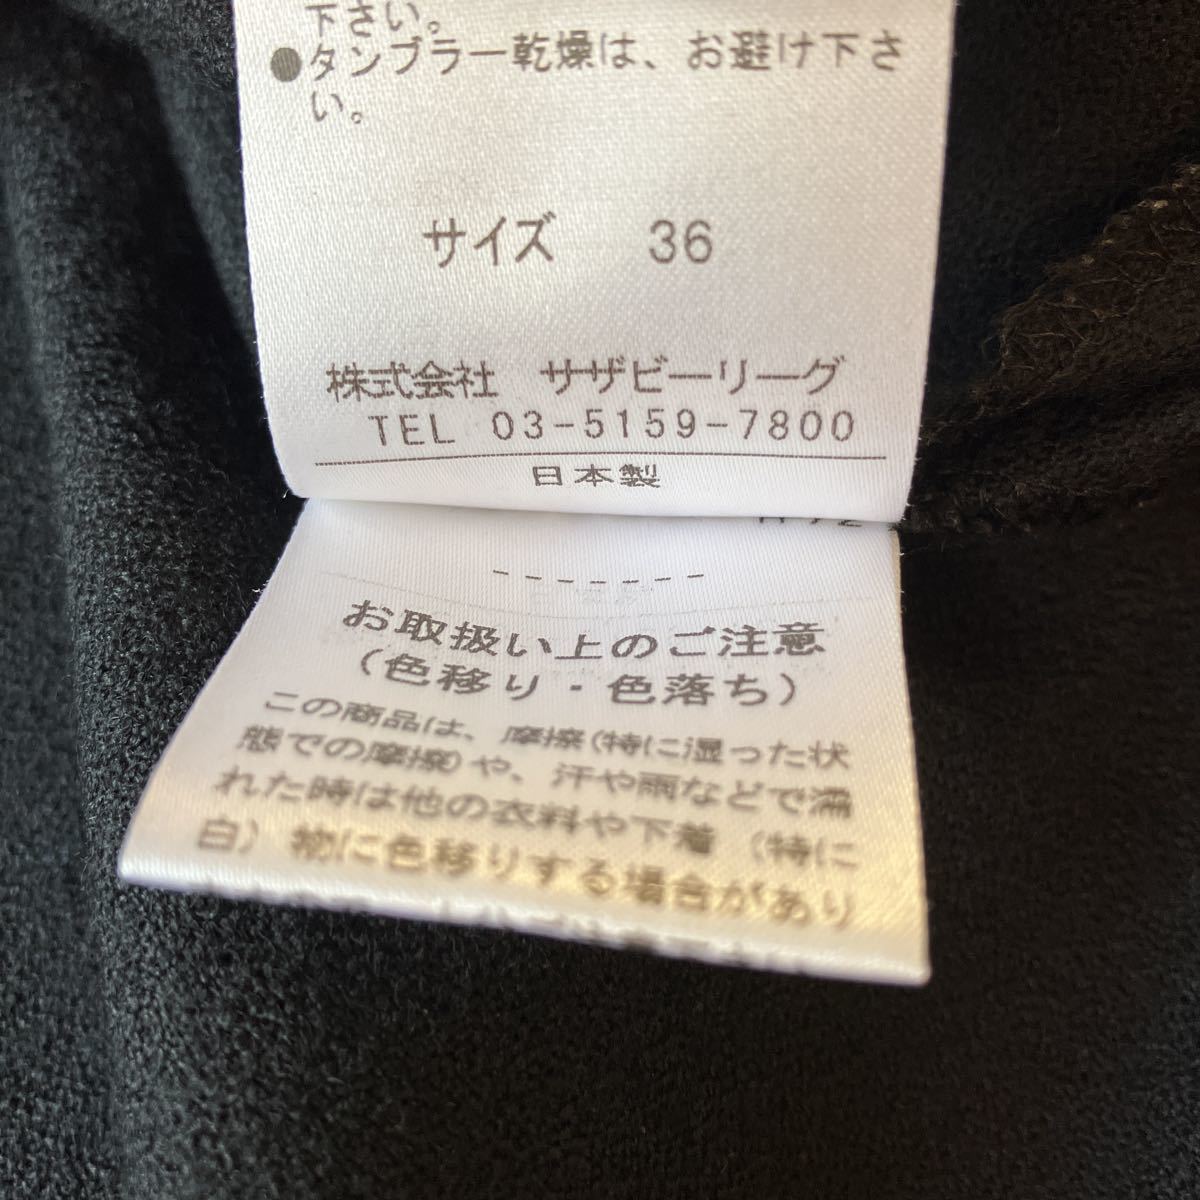 下さい。
●タンブラー乾燥は、お避け下さ
い。
サイズ 36
株式会社 サザビーリーグ
TEL 03-5159-7800
日本製
-------
お取扱い上のご注意
(色移り・色落ち)
この商品は、摩擦(特に湿った状
態での摩擦)や、汗や雨などで濡
れた時は他の衣料や下着(特に
白)物に色移りする場合があり